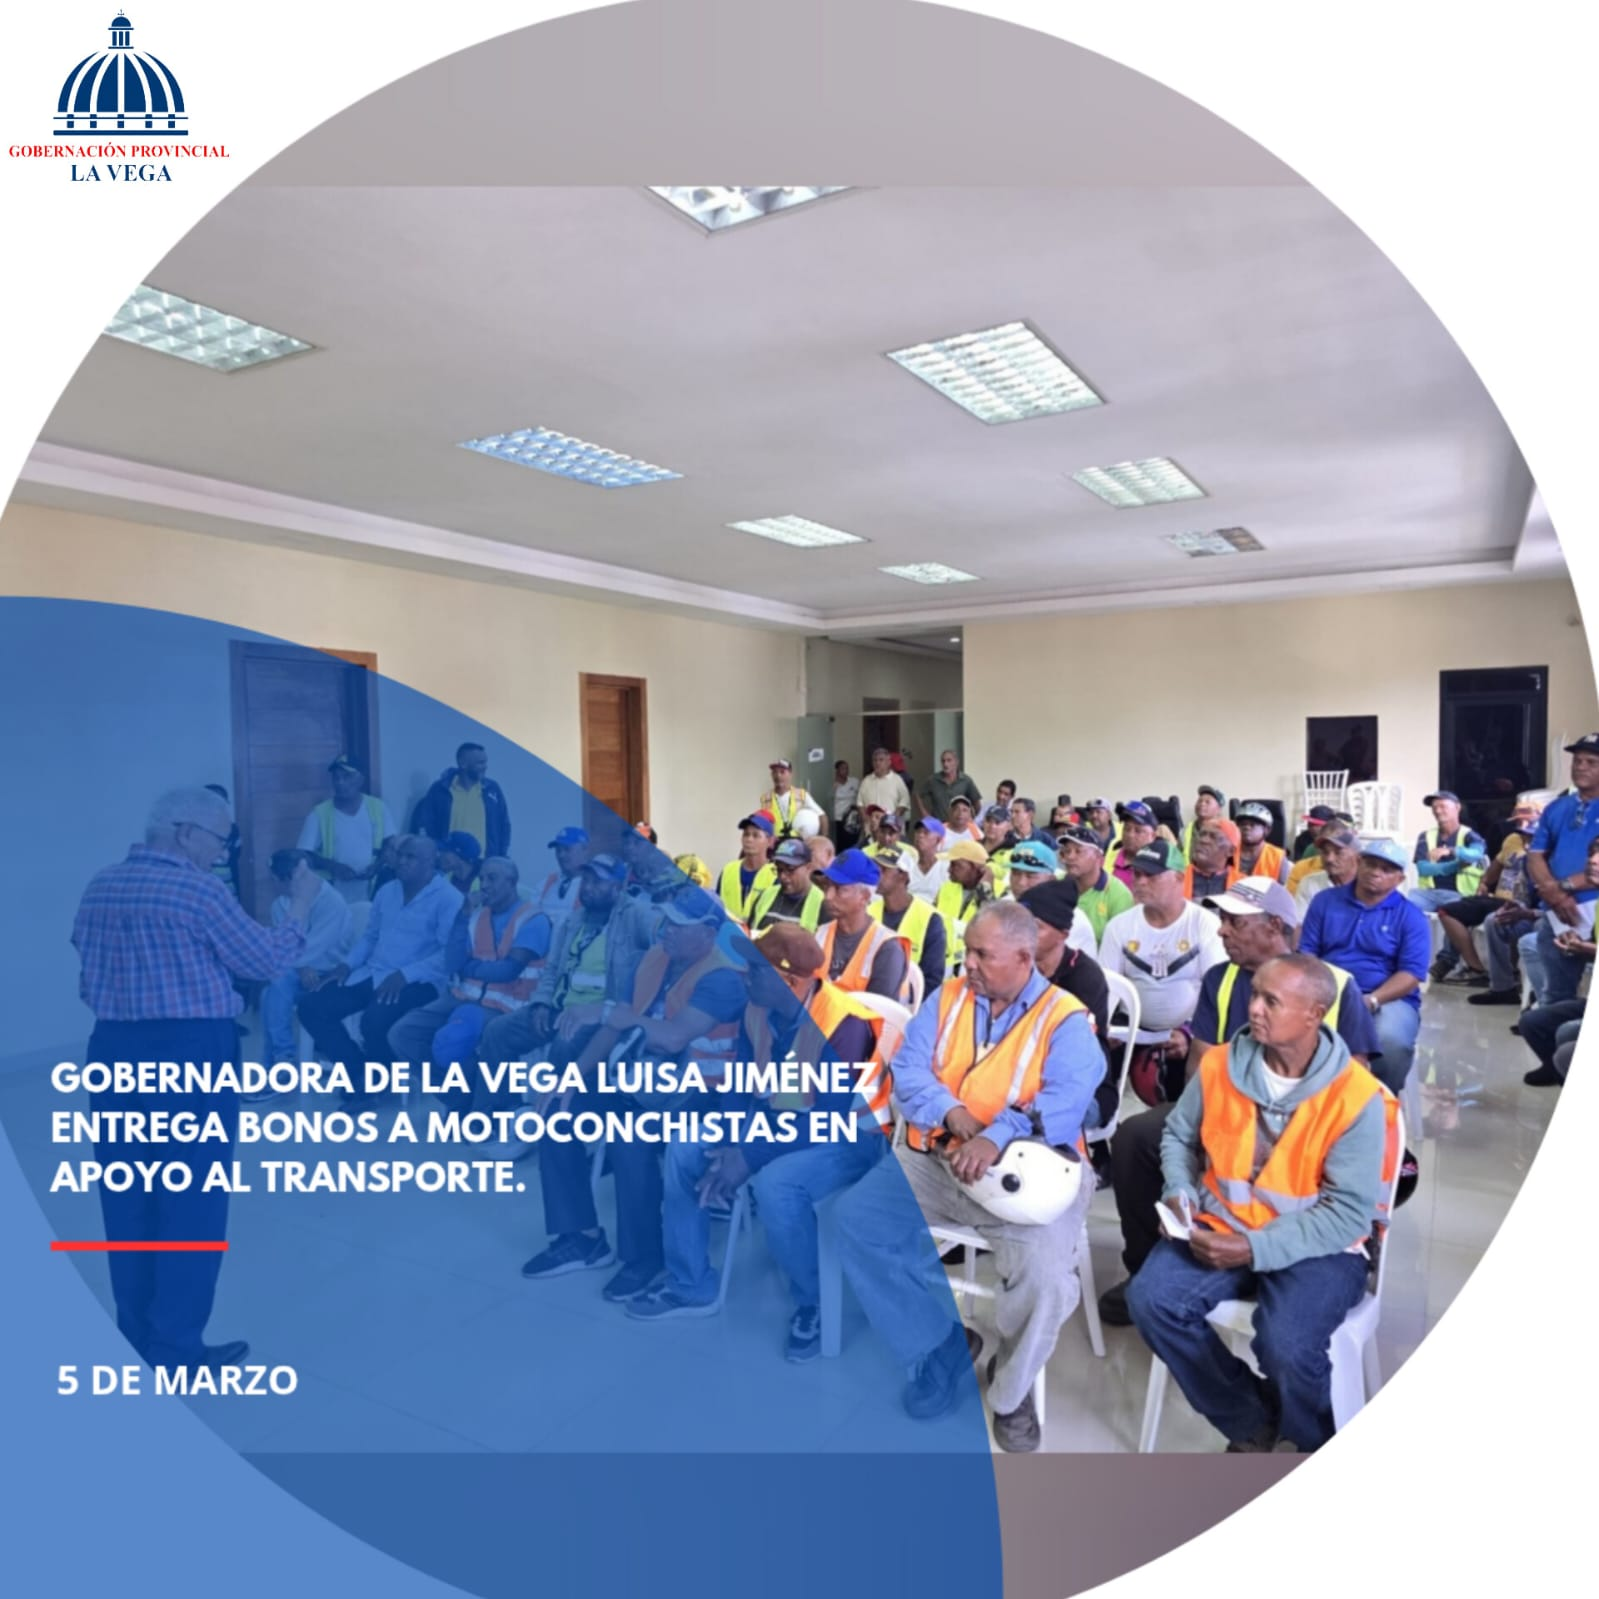 GOBERNACIÓN PROVINCIAL
LA VEGA
GOBERNADORA DE LA VEGA LUISA JIMÉNEZ
ENTREGA BONOS A MOTOCONCHISTAS EN
APOYO AL TRANSPORTE.
5 DE MARZO